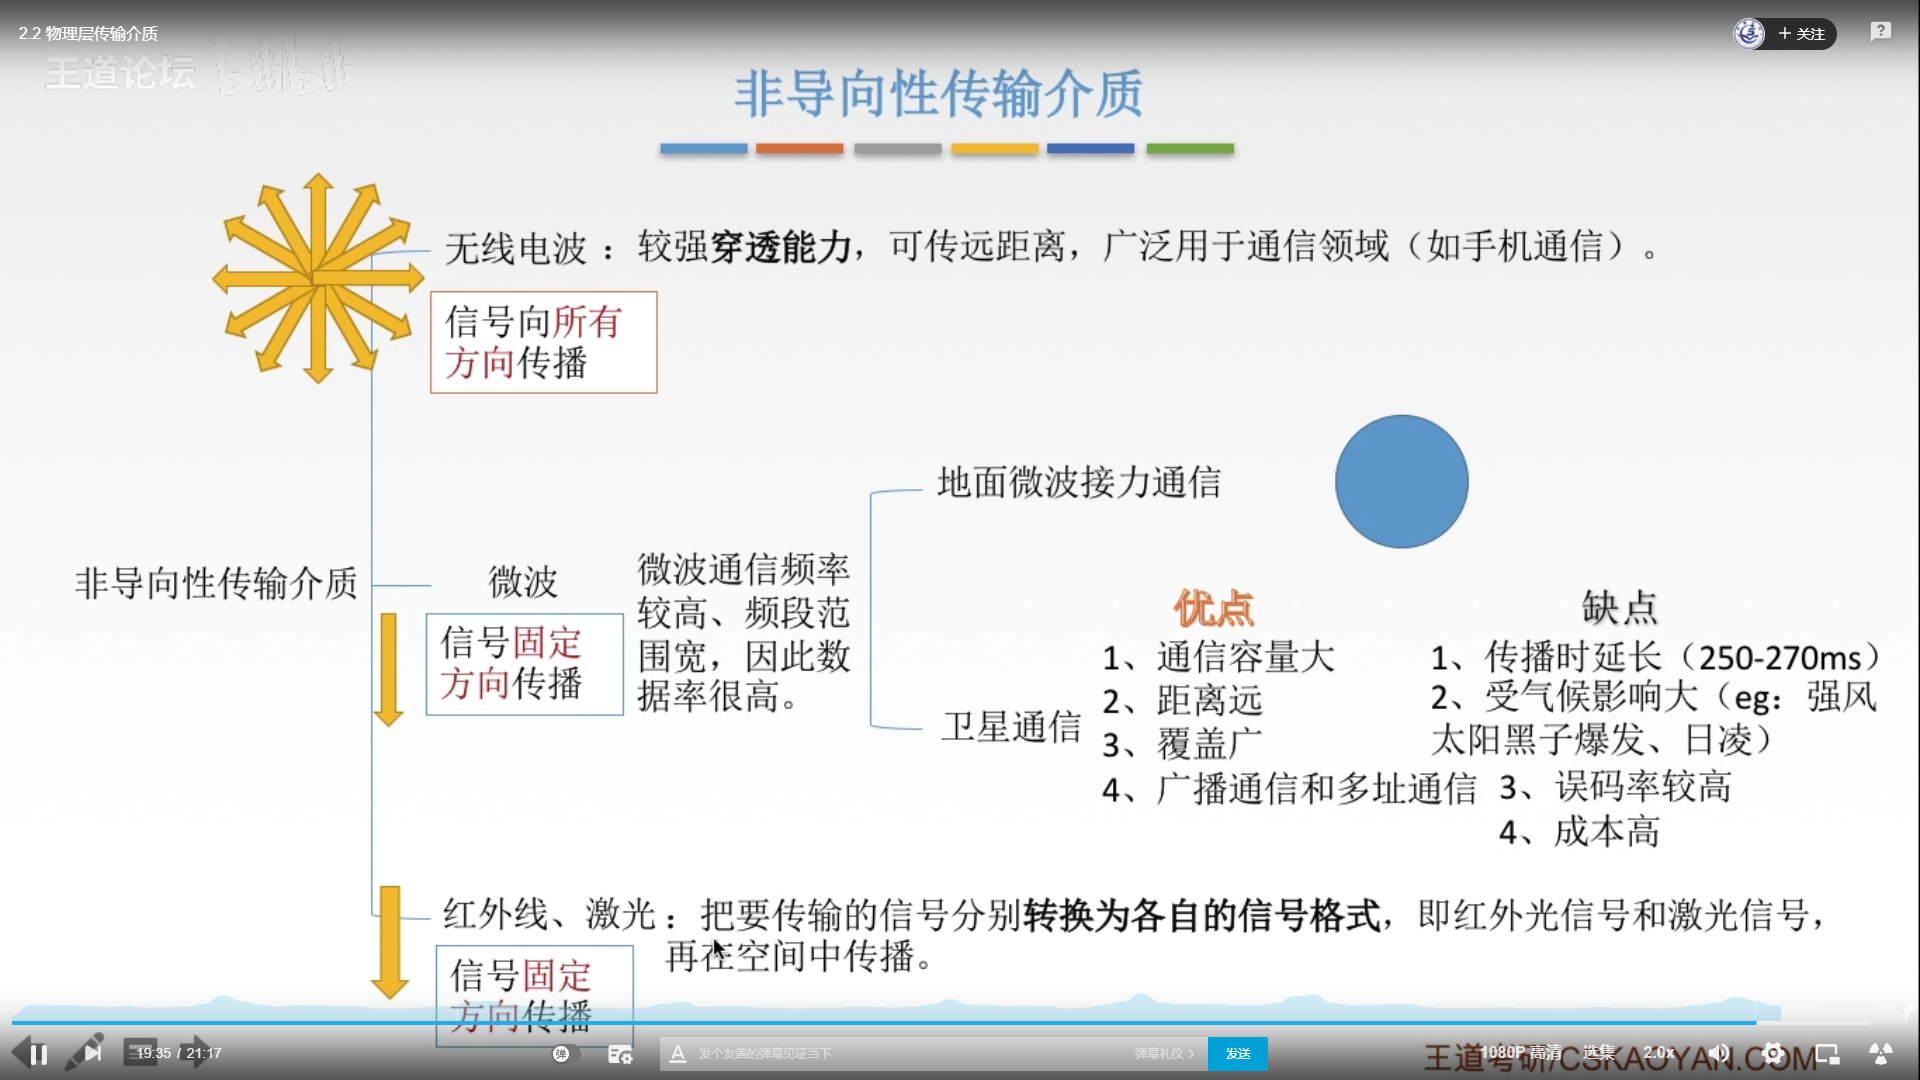 2.2 物理层传输介质
+ 关注
王道论坛 bilibili
非导向性传输介质
无线电波：较强穿透能力，可传远距离，广泛用于通信领域（如手机通信）。
信号向所有
方向传播
地面微波接力通信
非导向性传输介质
微波
信号固定
方向传播
微波通信频率
较高、频段范
围宽，因此数
据率很高。
卫星通信
优点
1、通信容量大
2、距离远
3、覆盖广
4、广播通信和多址通信
缺点
1、传播时延长（250-270ms）
2、受气候影响大（eg：强风
太阳黑子爆发、日凌）
3、误码率较高
4、成本高
红外线、激光：把要传输的信号分别转换为各自的信号格式，即红外光信号和激光信号，
再在空间中传播。
信号固定
方向传播
19:35 / 21:17
弹
发个友善的弹幕见证当下
弹幕礼仪 >
发送
1080P 高清
选集
2.0x
王道考研/CSKAOYAN.COM